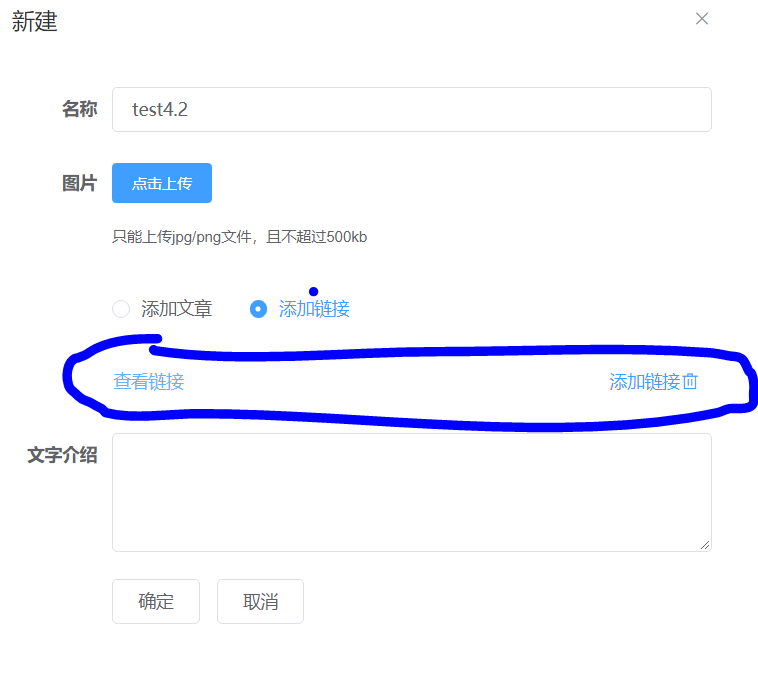 新建
名称 test4.2
图片 点击上传
只能上传jpg/png文件，且不超过500kb
添加文章 添加链接
查看链接 添加链接
文字介绍
确定 取消